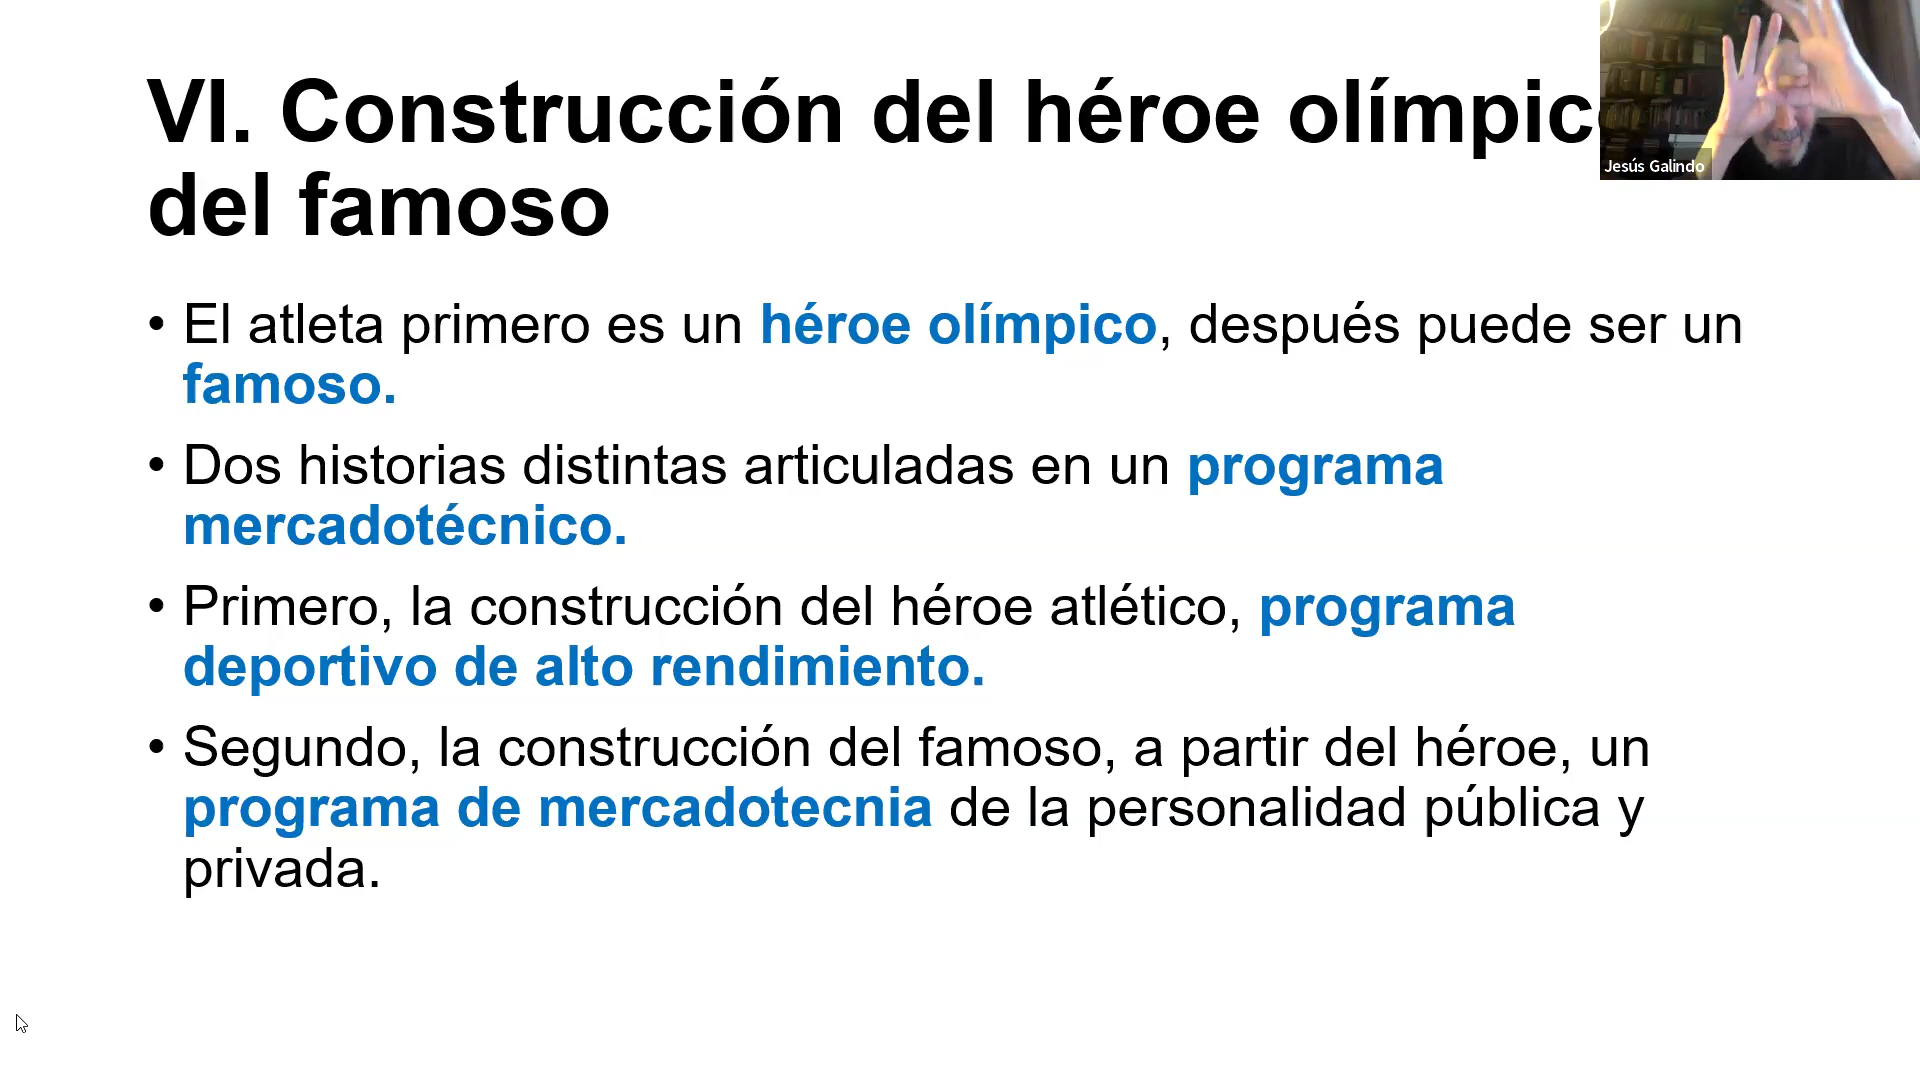 VI. Construcción del héroe olímpic
del famoso
• El atleta primero es un héroe olímpico, después puede ser un
famoso.
• Dos historias distintas articuladas en un programa
mercadotécnico.
• Primero, la construcción del héroe atlético, programa
deportivo de alto rendimiento.
• Segundo, la construcción del famoso, a partir del héroe, un
programa de mercadotecnia de la personalidad pública y
privada.
Jesús Galindo